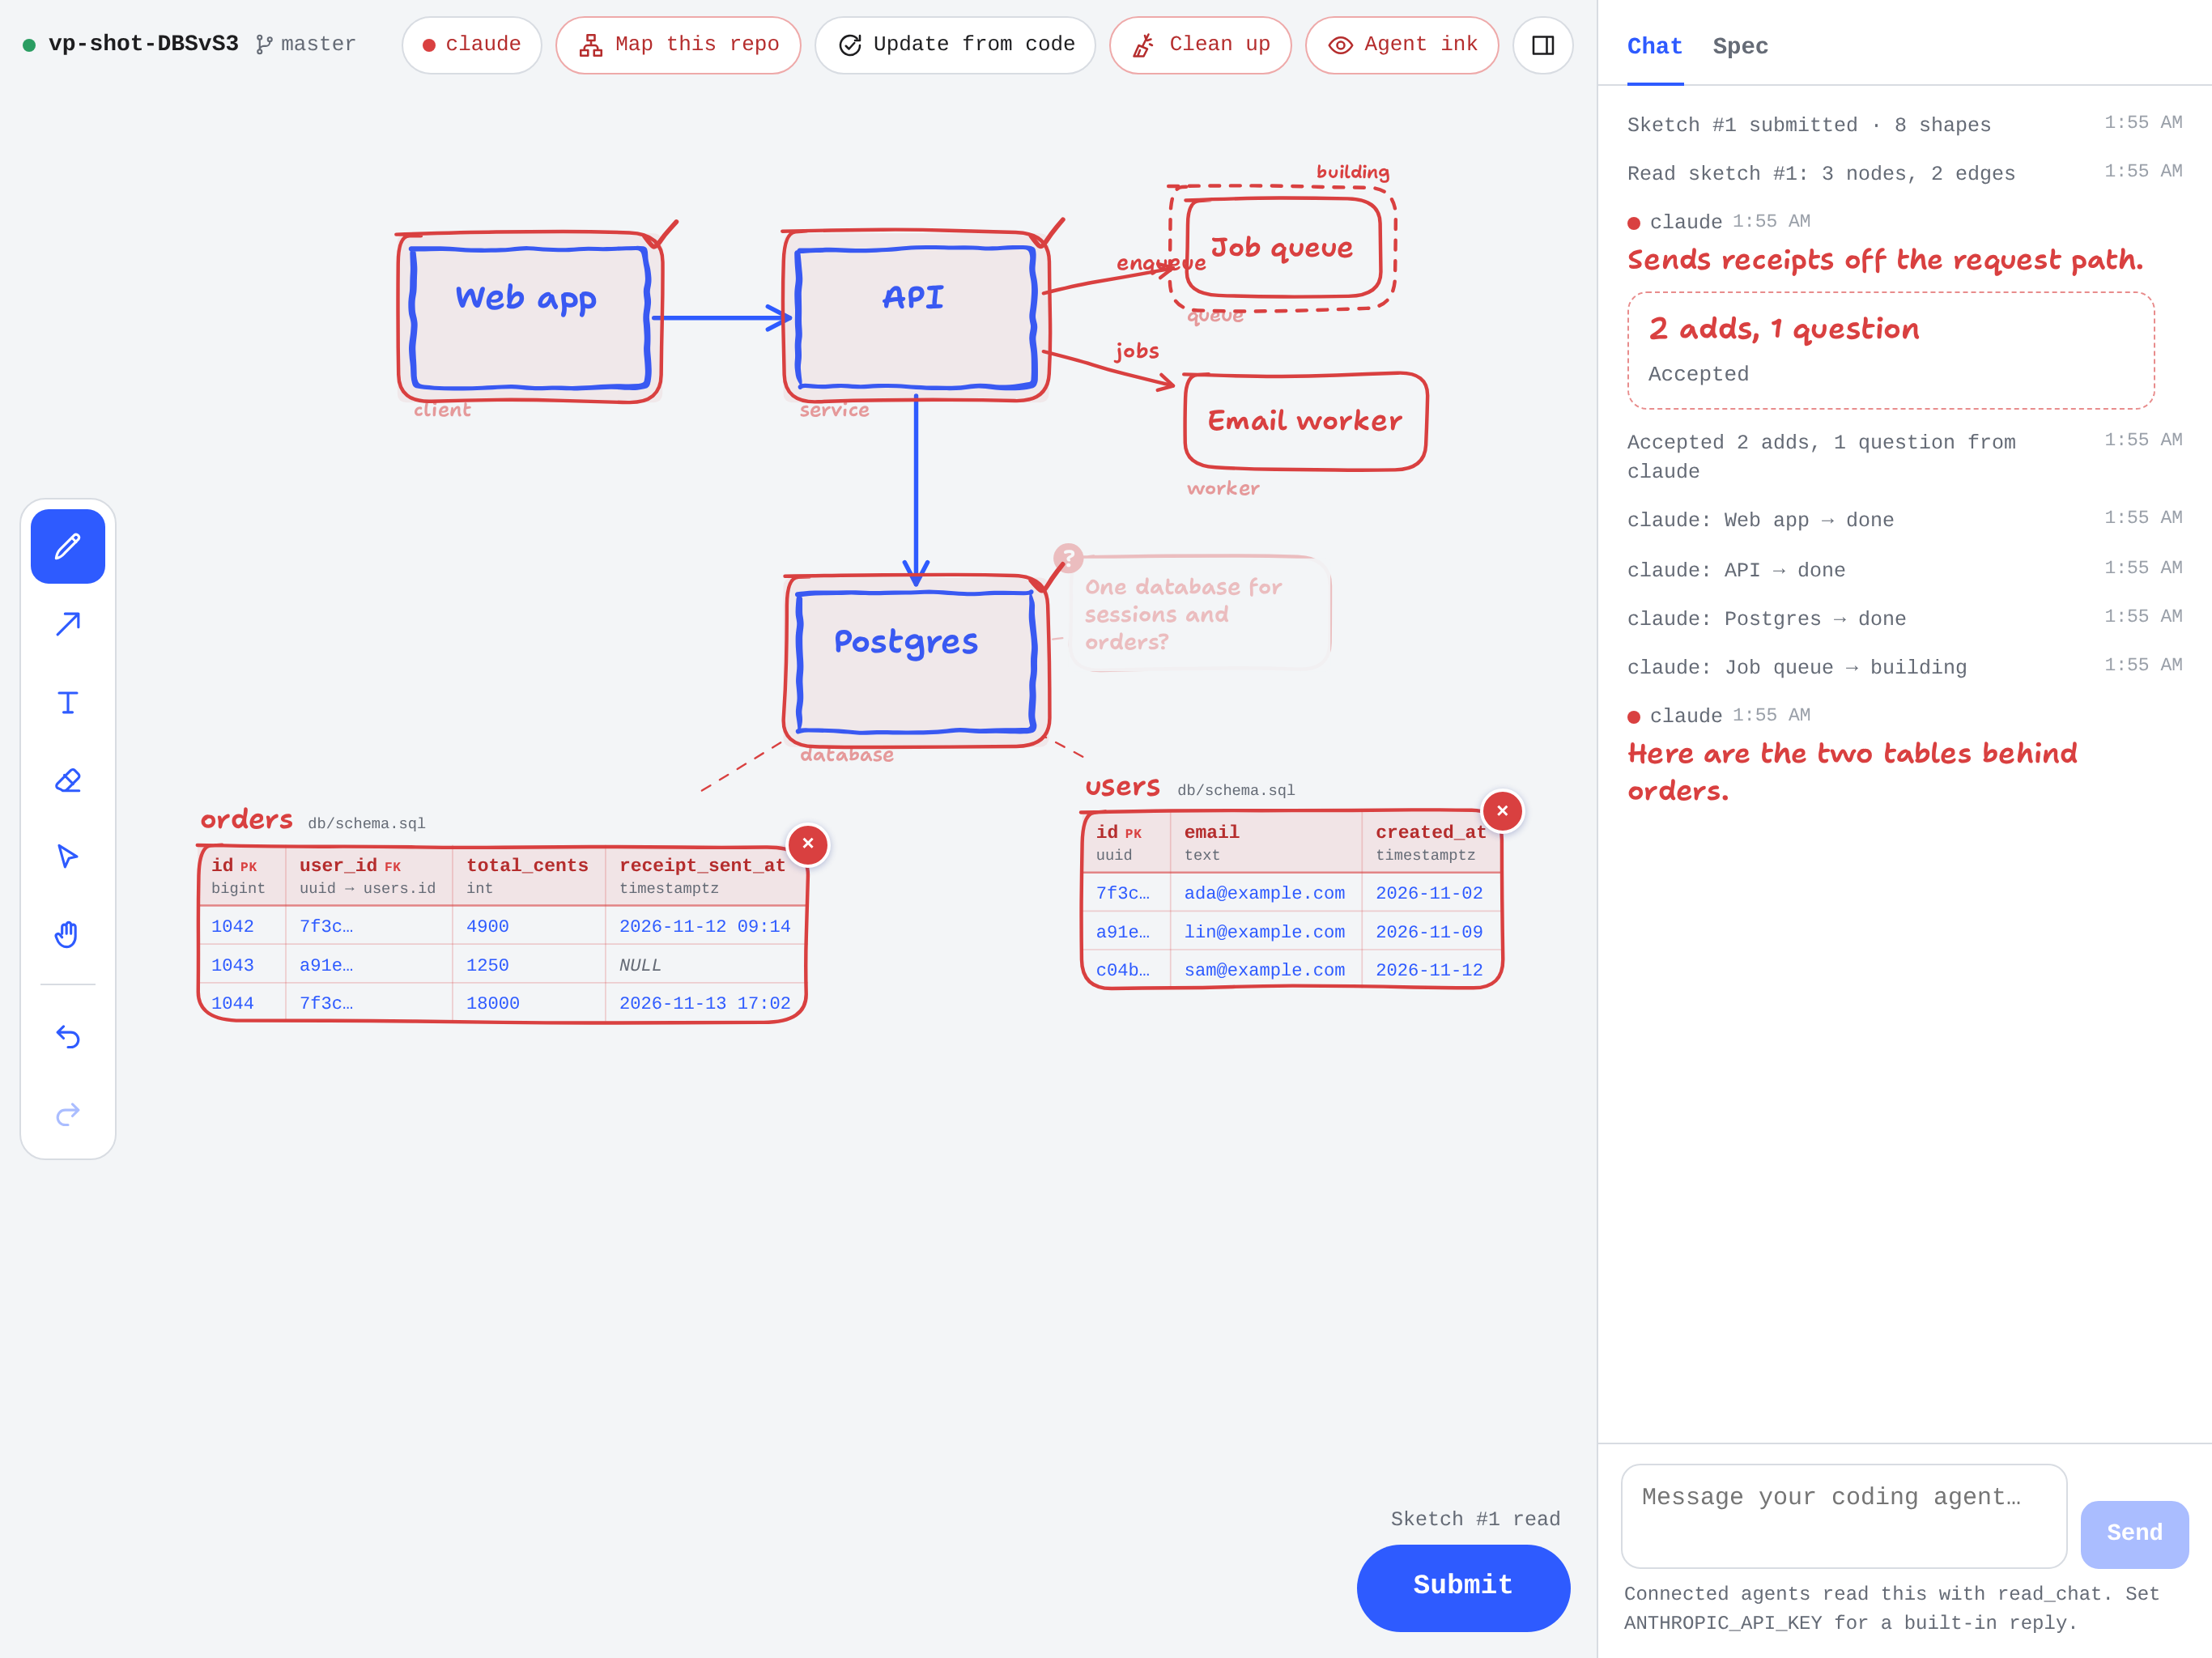 vp-shot-DBSvS3 master claude Map this repo Update from code Clean up Agent ink
building
Job queue
enqueue
queue
Web app
API
client
service
jobs
Email worker
worker
?
One database for
sessions and
orders?
Postgres
database
orders db/schema.sql
id PK user_id FK total_cents receipt_sent_at
bigint uuid → users.id int timestamptz
1042 7f3c… 4900 2026-11-12 09:14
1043 a91e… 1250 NULL
1044 7f3c… 18000 2026-11-13 17:02
users db/schema.sql
id PK email created_at
uuid text timestamptz
7f3c… ada@example.com 2026-11-02
a91e… lin@example.com 2026-11-09
c04b… sam@example.com 2026-11-12
Sketch #1 read
Submit
Chat Spec
Sketch #1 submitted · 8 shapes 1:55 AM
Read sketch #1: 3 nodes, 2 edges 1:55 AM
claude 1:55 AM
Sends receipts off the request path.
2 adds, 1 question
Accepted
Accepted 2 adds, 1 question from 1:55 AM
claude
claude: Web app → done 1:55 AM
claude: API → done 1:55 AM
claude: Postgres → done 1:55 AM
claude: Job queue → building 1:55 AM
claude 1:55 AM
Here are the two tables behind
orders.
Message your coding agent…
Send
Connected agents read this with read_chat. Set
ANTHROPIC_API_KEY for a built-in reply.